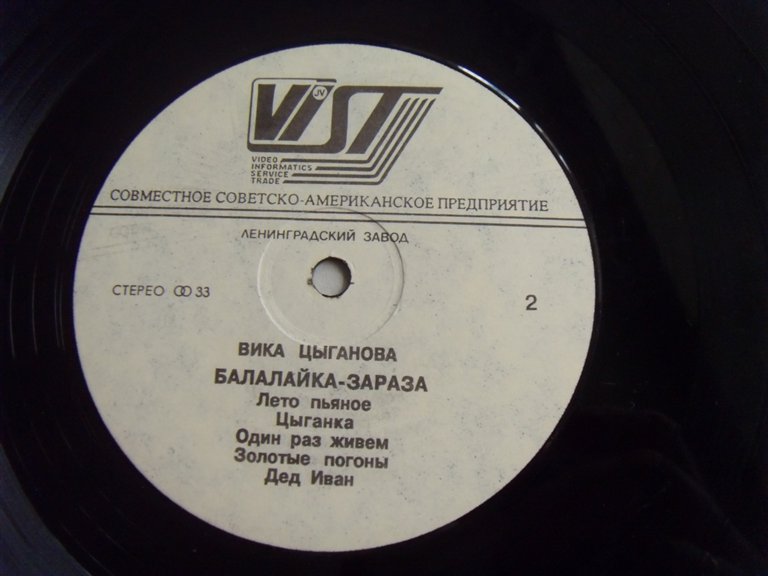 VIST
JV
VIDEO
INFORMATICS
SERVICE
TRADE
СОВМЕСТНОЕ СОВЕТСКО-АМЕРИКАНСКОЕ ПРЕДПРИЯТИЕ
ЛЕНИНГРАДСКИЙ ЗАВОД
СТЕРЕО 33
2
ВИКА ЦЫГАНОВА
БАЛАЛАЙКА-ЗАРАЗА
Лето пьяное
Цыганка
Один раз живем
Золотые погоны
Дед Иван